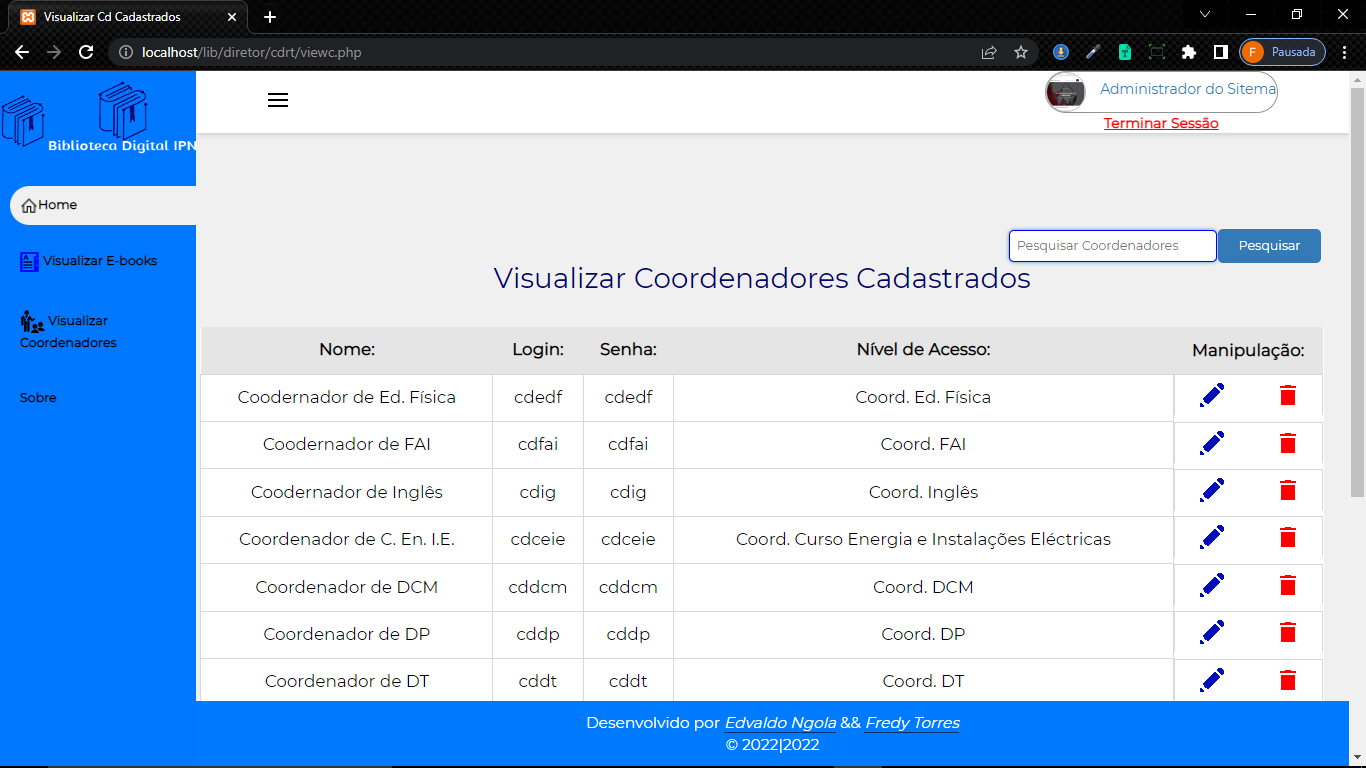 Visualizar Cd Cadastrados
localhost/lib/diretor/cdrt/viewc.php
F Pausada
Biblioteca Digital IPN
Administrador do Sitema
Terminar Sessão
Home
Visualizar E-books
Visualizar
Coordenadores
Sobre
Pesquisar Coordenadores Pesquisar
Visualizar Coordenadores Cadastrados
Nome: Login: Senha: Nível de Acesso: Manipulação:
Coodernador de Ed. Física cdedf cdedf Coord. Ed. Física
Coodernador de FAI cdfai cdfai Coord. FAI
Coodernador de Inglês cdig cdig Coord. Inglês
Coordenador de C. En. I.E. cdceie cdceie Coord. Curso Energia e Instalações Eléctricas
Coordenador de DCM cddcm cddcm Coord. DCM
Coordenador de DP cddp cddp Coord. DP
Coordenador de DT cddt cddt Coord. DT
Desenvolvido por Edvaldo Ngola && Fredy Torres
© 2022|2022